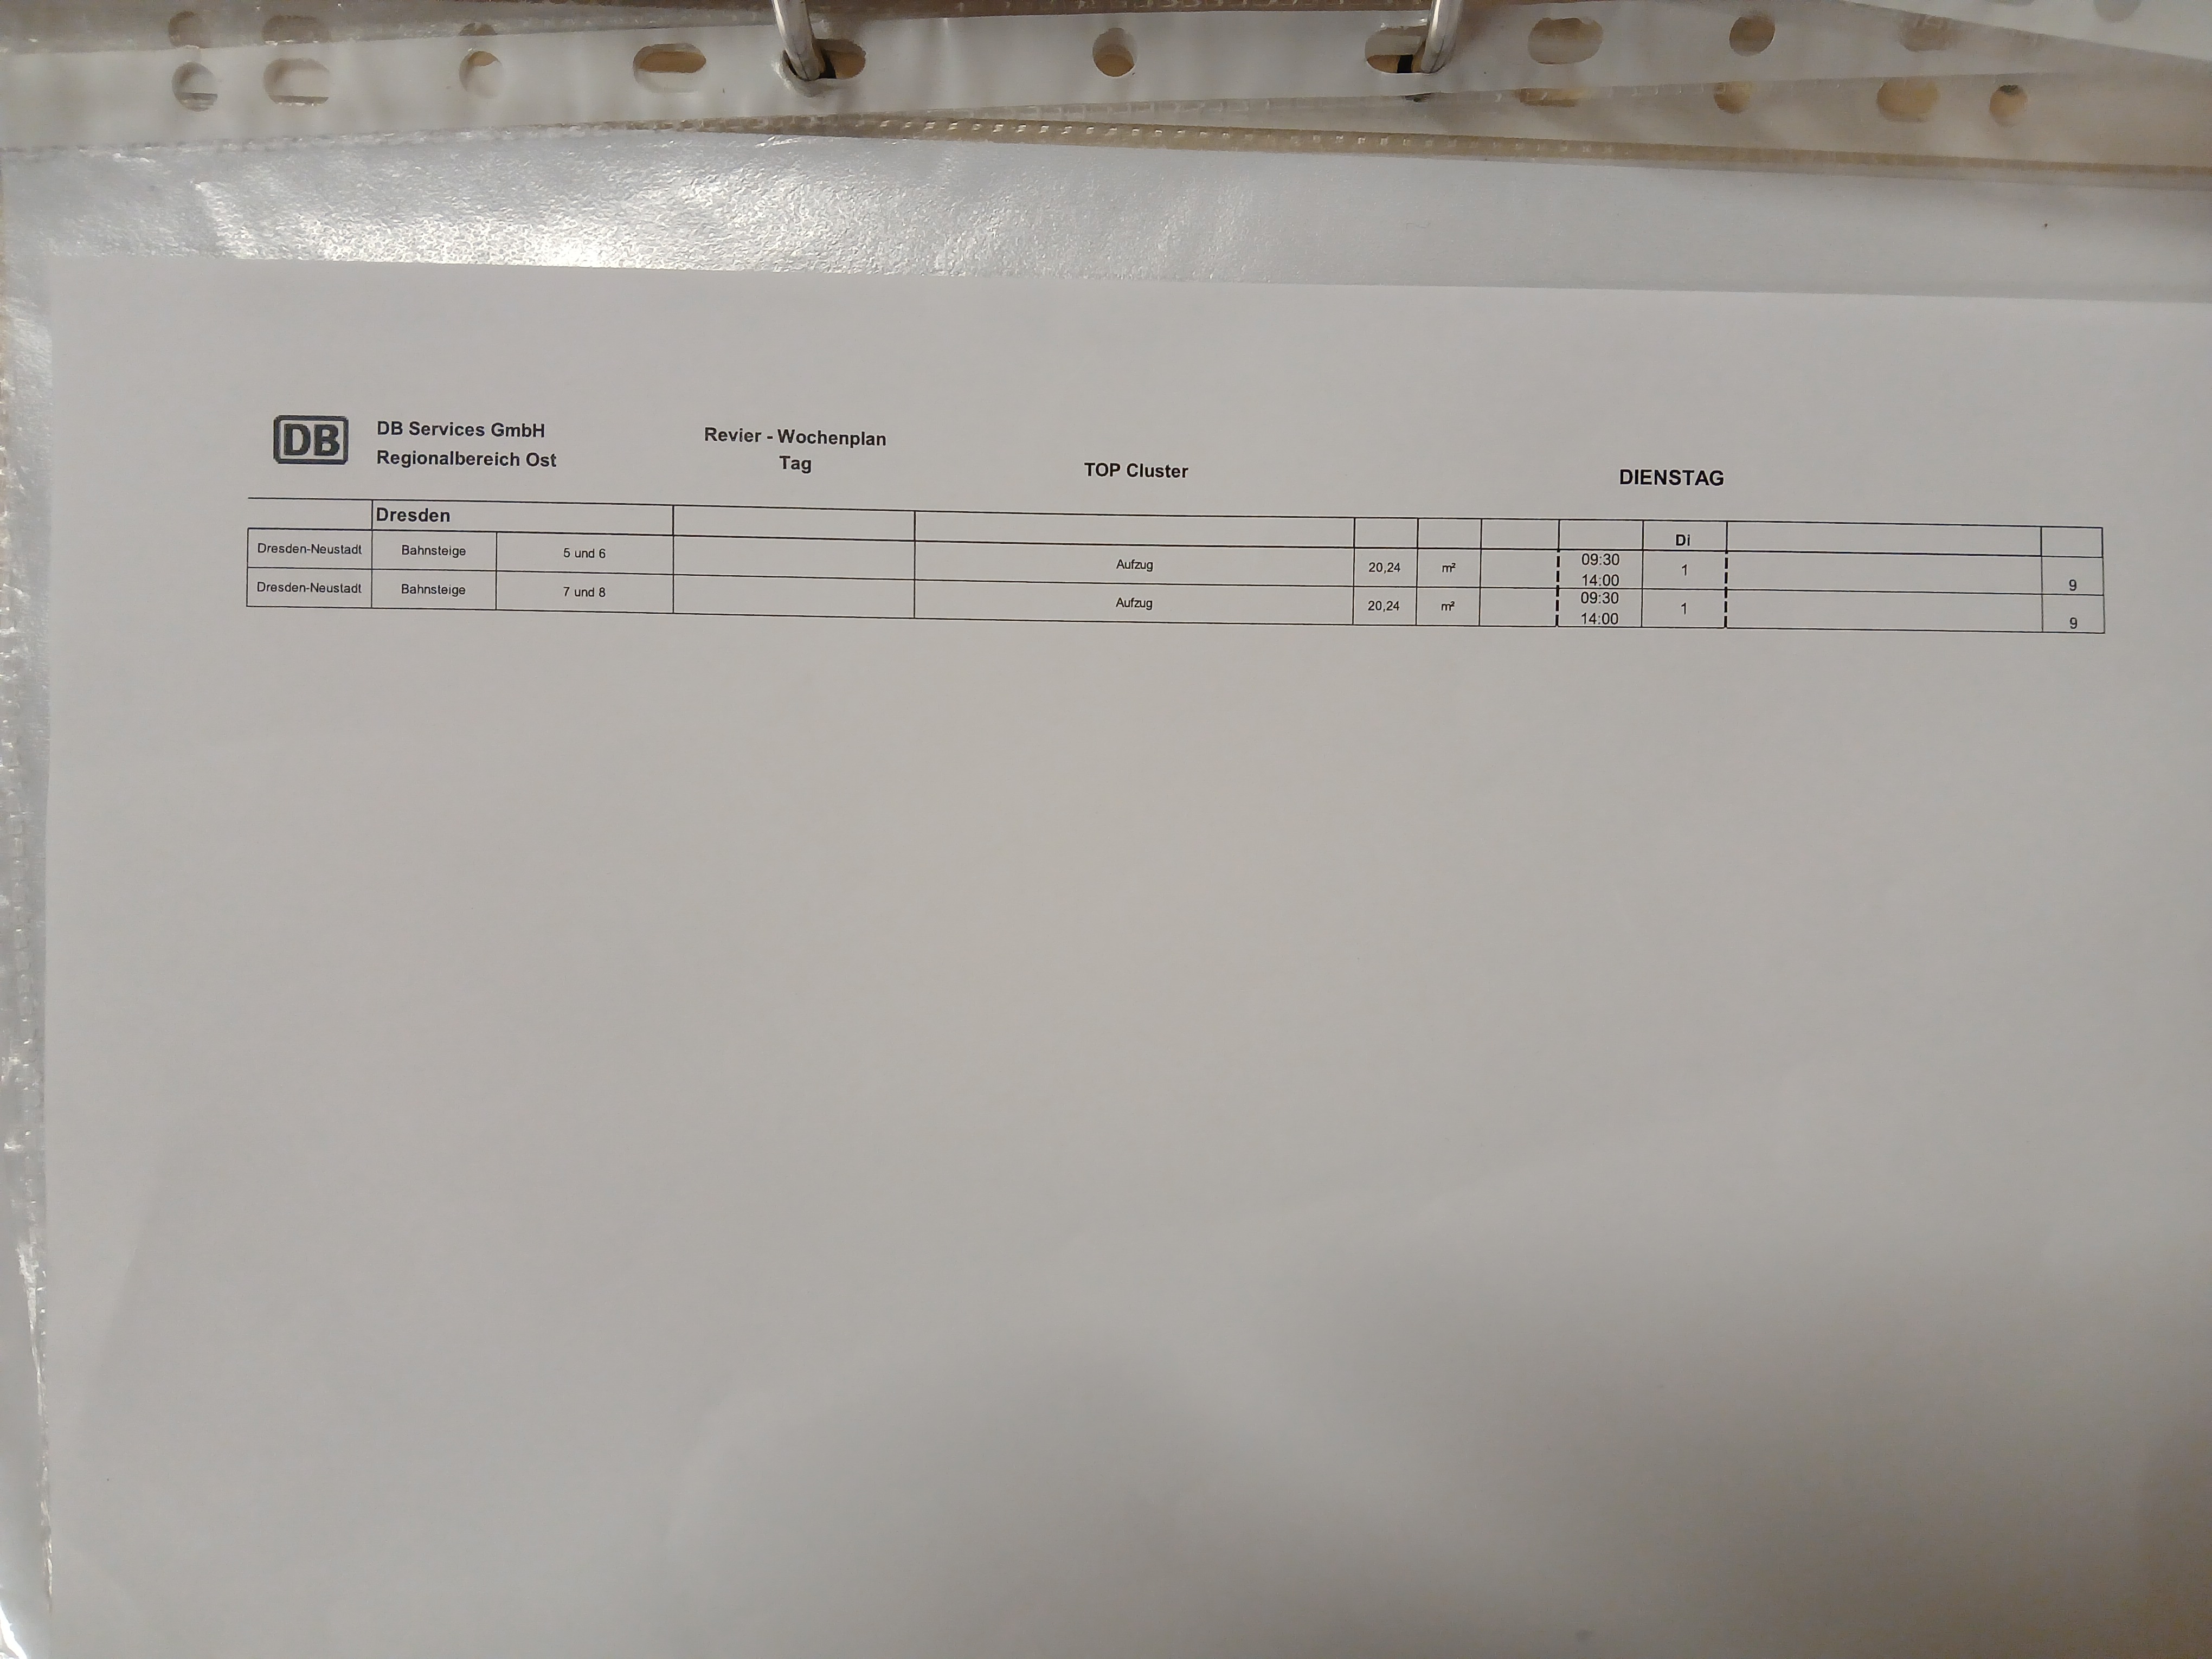 DB
DB Services GmbH
Regionalbereich Ost
Revier - Wochenplan
Tag
TOP Cluster
DIENSTAG
Dresden
Di
Dresden-Neustadt Bahnsteige 5 und 6 Aufzug 20,24 m² 09:30 14:00 1 9
Dresden-Neustadt Bahnsteige 7 und 8 Aufzug 20,24 m² 09:30 14:00 1 9